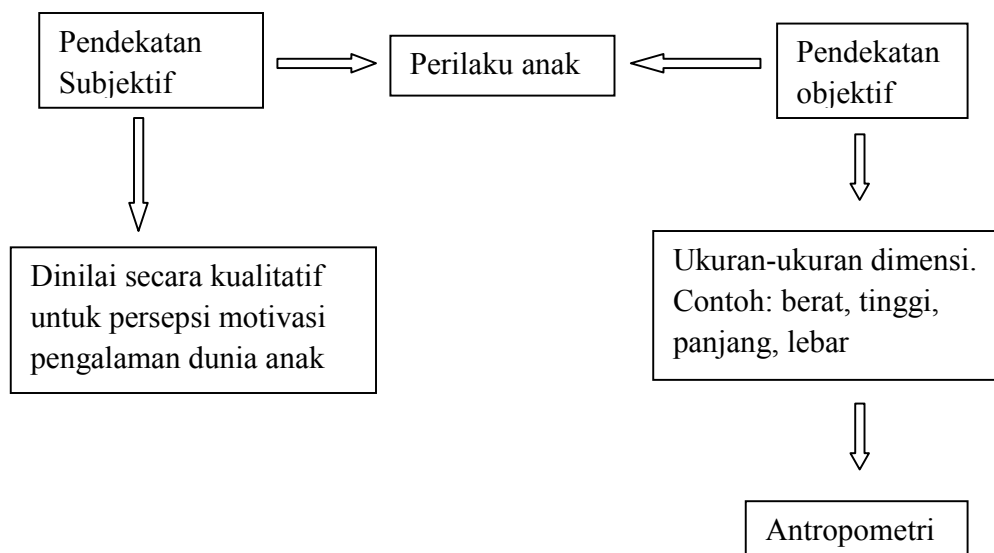 Pendekatan
Subjektif
Perilaku anak
Pendekatan
objektif
Dinilai secara kualitatif
untuk persepsi motivasi
pengalaman dunia anak
Ukuran-ukuran dimensi.
Contoh: berat, tinggi,
panjang, lebar
Antropometri